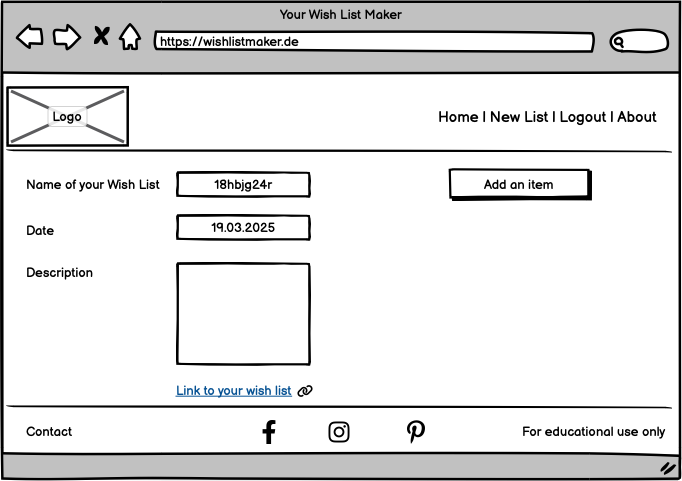 Your Wish List Maker
https://wishlistmaker.de
Logo
Home | New List | Logout | About
Name of your Wish List
18hbjg24r
Add an item
Date
19.03.2025
Description
Link to your wish list
Contact
For educational use only